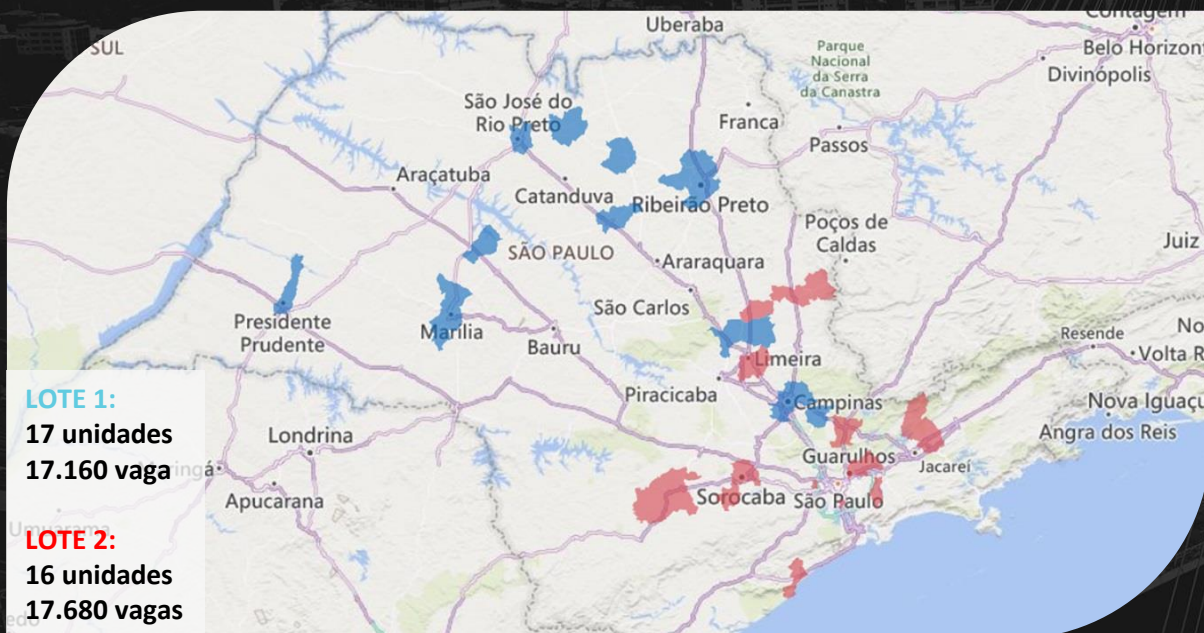 Contagem
Uberaba
SUL
Belo Horizon
Parque
Nacional
da Serra
da Canastra
Divinópolis
São José do
Rio Preto
Franca
Passos
Araçatuba
Catanduva
Ribeirão Preto
Poços de
Caldas
Juiz
SÃO PAULO
Araraquara
São Carlos
Presidente
Prudente
Marília
Bauru
Limeira
Resende
No
Volta R
Piracicaba
Campinas
Nova Iguaçu
Angra dos Reis
Londrina
Guarulhos
Jacareí
Apucarana
Sorocaba
São Paulo
Umuarama
LOTE 1:
17 unidades
17.160 vaga
LOTE 2:
16 unidades
17.680 vagas